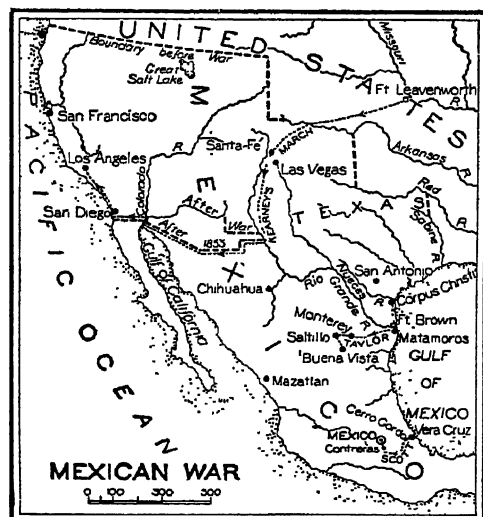 UNITED STATES
Boundary before War
Missouri
Great
Salt Lake
Ft Leavenworth
R
San Francisco
MEXICO
PACIFIC OCEAN
Santa-Fe
MARCH
Arkansas R
Los Angeles
Colorado R
Las Vegas
Red R
San Diego
After War
KEARNEY'S
TEXAS
Sabine R
After 1853
Gulf of California
Chihuahua
Rio Grande R
Nueces R
San Antonio
Corpus Christi
Monterey
Ft Brown
Saltillo
TAYLOR
Matamoros
Buena Vista
GULF
OF
MEXICO
Mazatlan
Cerro Gordo
Vera Cruz
MEXICO
Contreras
SCO
MEXICAN WAR
0 100 300 500